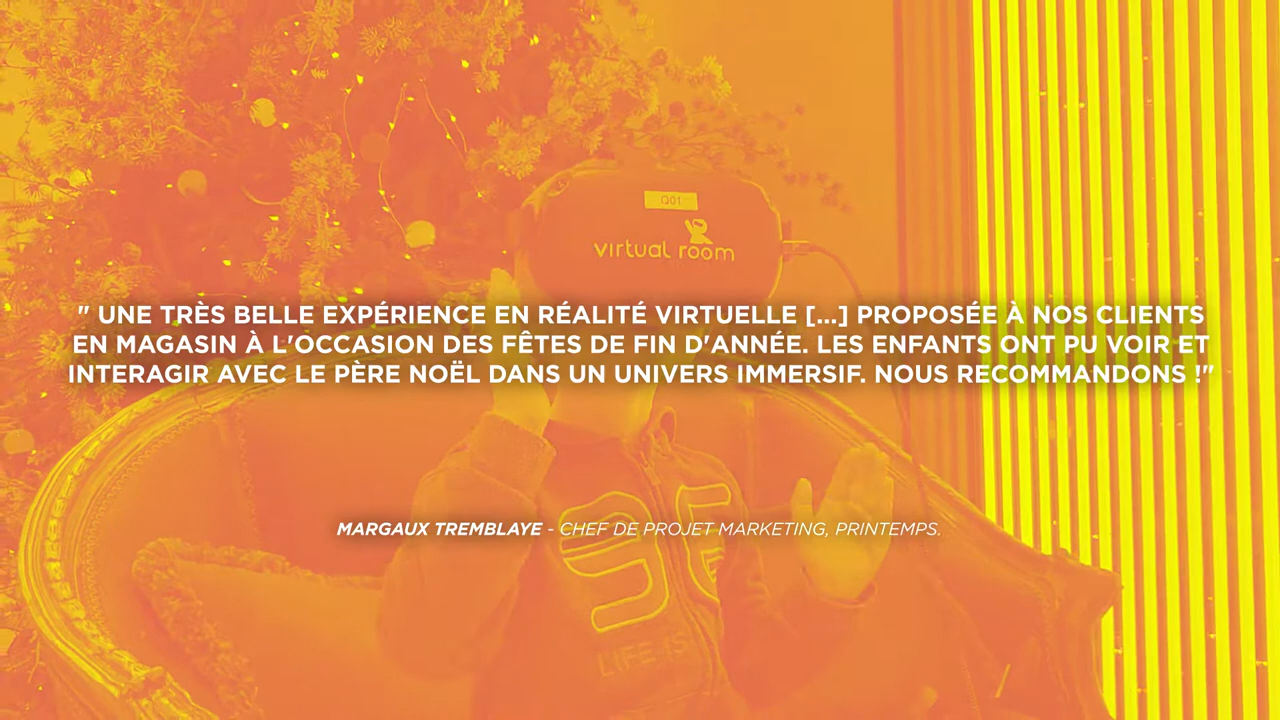 Q01
virtual room
" UNE TRÈS BELLE EXPÉRIENCE EN RÉALITÉ VIRTUELLE [...] PROPOSÉE À NOS CLIENTS
EN MAGASIN À L'OCCASION DES FÊTES DE FIN D'ANNÉE. LES ENFANTS ONT PU VOIR ET
INTERAGIR AVEC LE PÈRE NOËL DANS UN UNIVERS IMMERSIF. NOUS RECOMMANDONS !"
MARGAUX TREMBLAYE - CHEF DE PROJET MARKETING, PRINTEMPS.
LIFE-IS